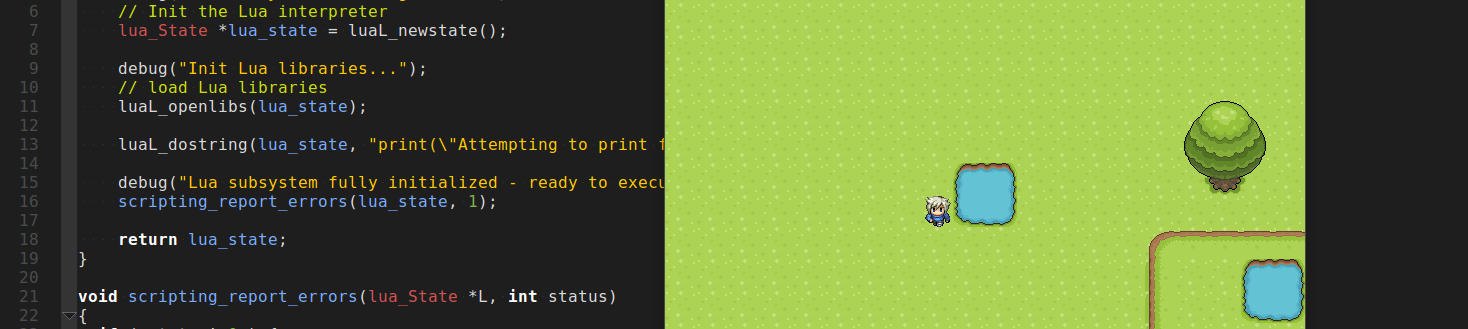 6 // Init the Lua interpreter
7 lua_State *lua_state = luaL_newstate();
8
9 debug("Init Lua libraries...");
10 // load Lua libraries
11 luaL_openlibs(lua_state);
12
13 luaL_dostring(lua_state, "print(\"Attempting to print
14
15 debug("Lua subsystem fully initialized - ready to
16 scripting_report_errors(lua_state, 1);
17
18 return lua_state;
19 }
20
21 void scripting_report_errors(lua_State *L, int status)
22 {